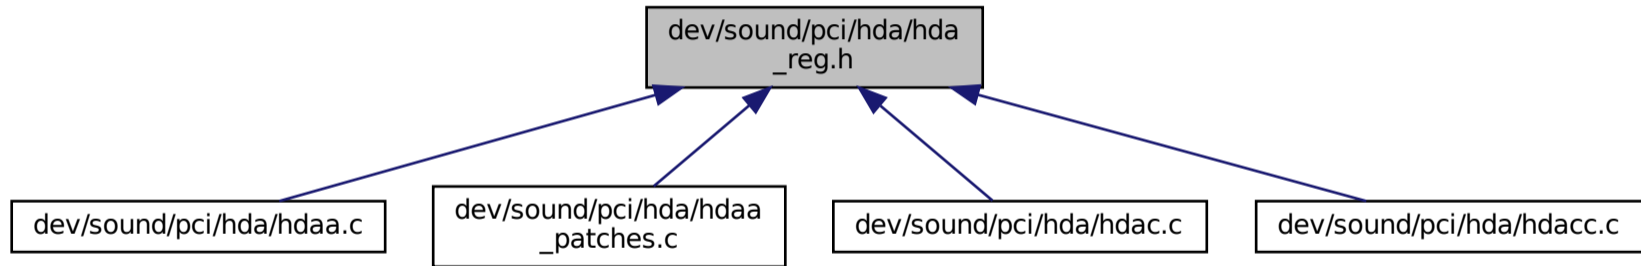 dev/sound/pci/hda/hda
_reg.h
dev/sound/pci/hda/hdaa.c
dev/sound/pci/hda/hdaa
_patches.c
dev/sound/pci/hda/hdac.c
dev/sound/pci/hda/hdacc.c